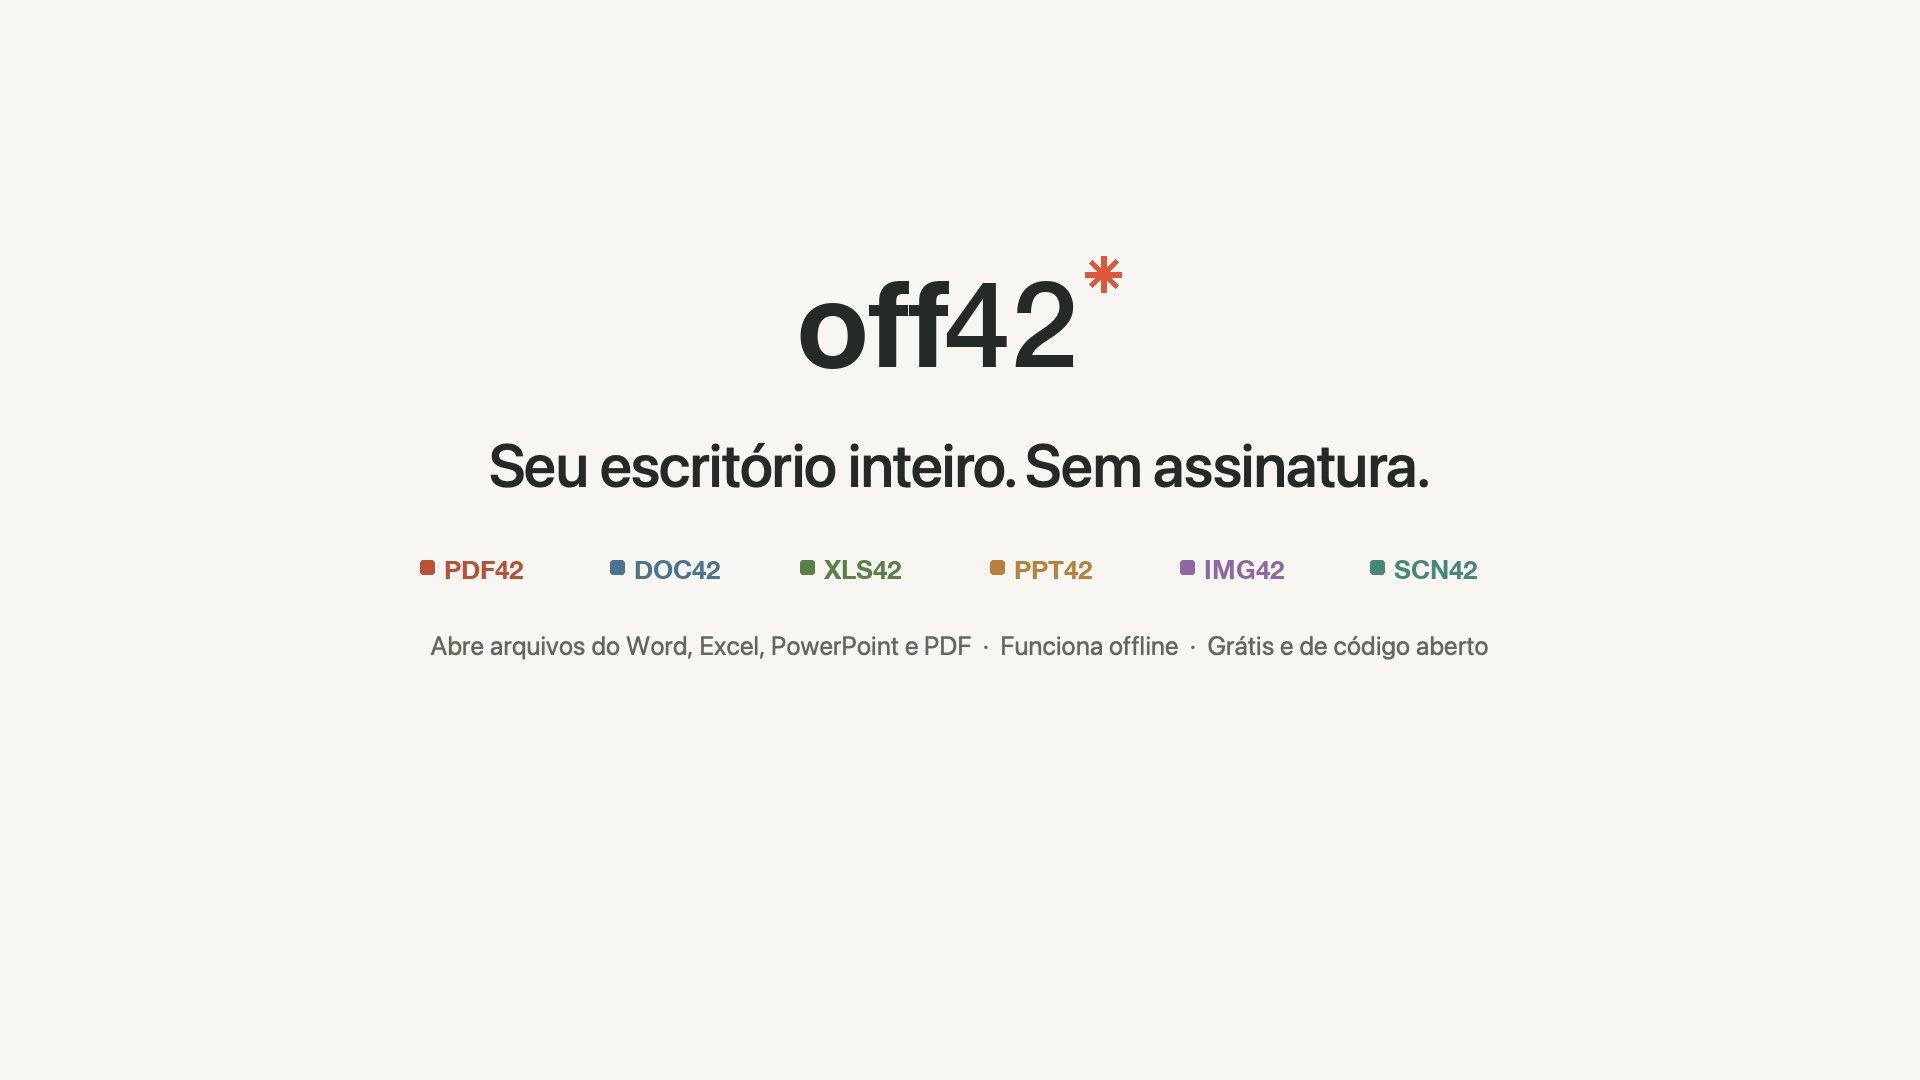 off42*
Seu escritório inteiro. Sem assinatura.
PDF42 DOC42 XLS42 PPT42 IMG42 SCN42
Abre arquivos do Word, Excel, PowerPoint e PDF · Funciona offline · Grátis e de código aberto